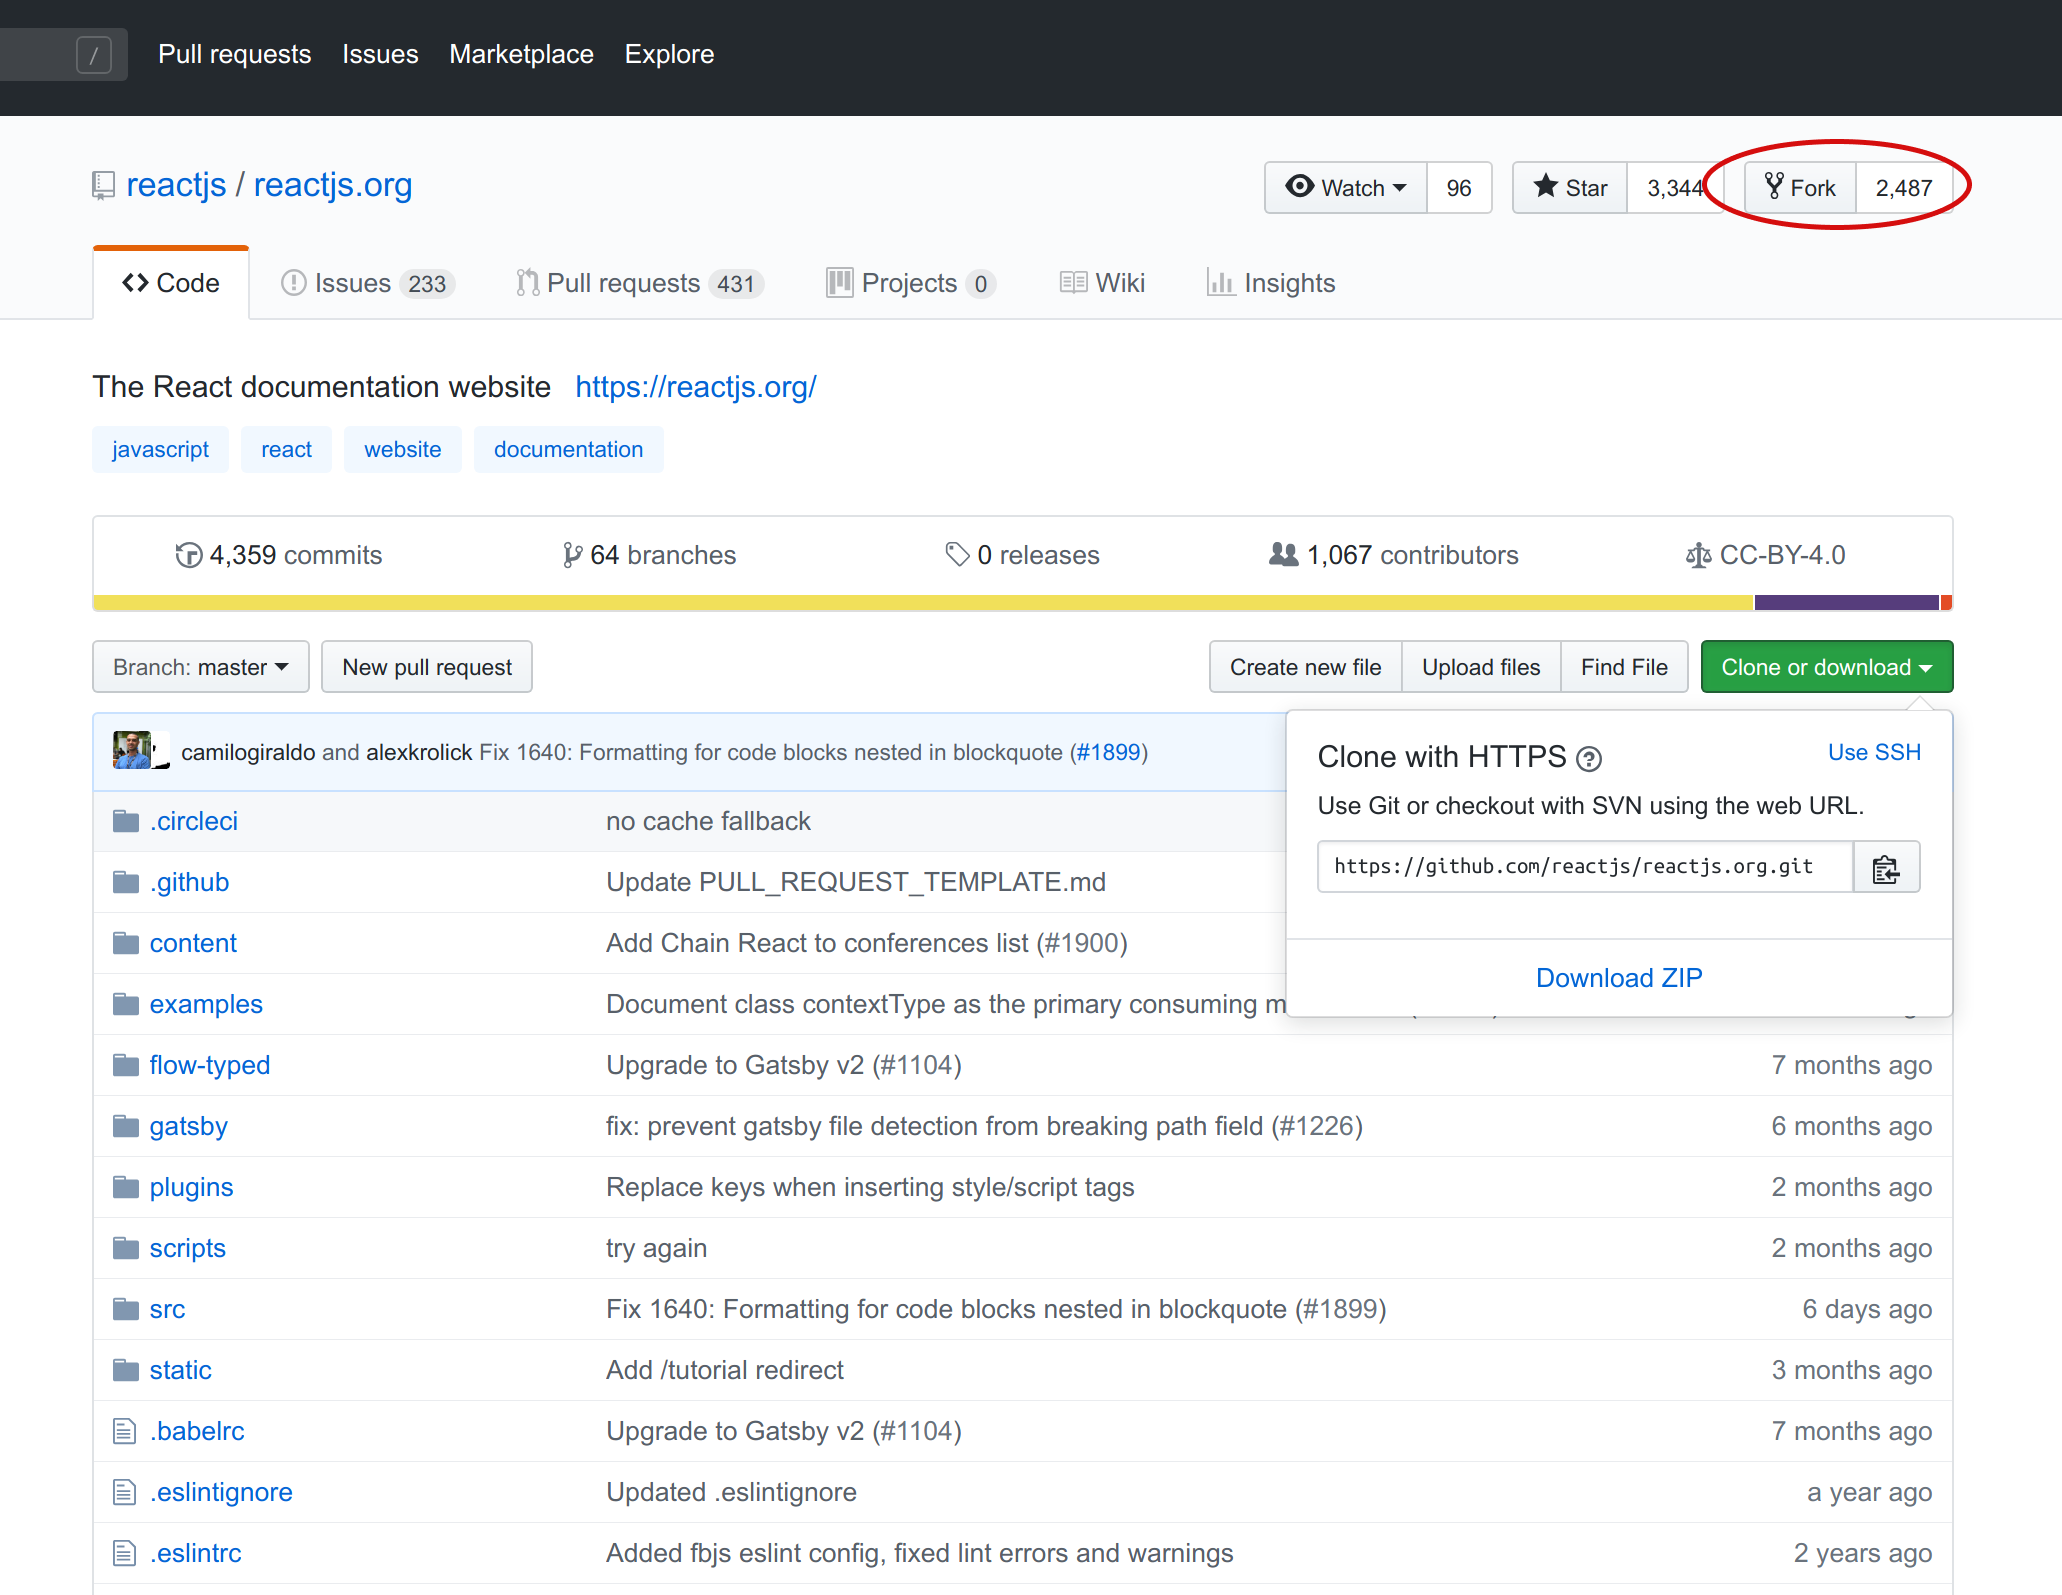 / Pull requests Issues Marketplace Explore
reactjs / reactjs.org Watch 96 Star 3,344 Fork 2,487
Code Issues 233 Pull requests 431 Projects 0 Wiki Insights
The React documentation website https://reactjs.org/
javascript react website documentation
4,359 commits 64 branches 0 releases 1,067 contributors CC-BY-4.0
Branch: master New pull request Create new file Upload files Find File Clone or download
camilogiraldo and alexkrolick Fix 1640: Formatting for code blocks nested in blockquote (#1899)
Clone with HTTPS ? Use SSH
Use Git or checkout with SVN using the web URL.
https://github.com/reactjs/reactjs.org.git
Download ZIP
.circleci no cache fallback
.github Update PULL_REQUEST_TEMPLATE.md
content Add Chain React to conferences list (#1900)
examples Document class contextType as the primary consuming
flow-typed Upgrade to Gatsby v2 (#1104) 7 months ago
gatsby fix: prevent gatsby file detection from breaking path field (#1226) 6 months ago
plugins Replace keys when inserting style/script tags 2 months ago
scripts try again 2 months ago
src Fix 1640: Formatting for code blocks nested in blockquote (#1899) 6 days ago
static Add /tutorial redirect 3 months ago
.babelrc Upgrade to Gatsby v2 (#1104) 7 months ago
.eslintignore Updated .eslintignore a year ago
.eslintrc Added fbjs eslint config, fixed lint errors and warnings 2 years ago